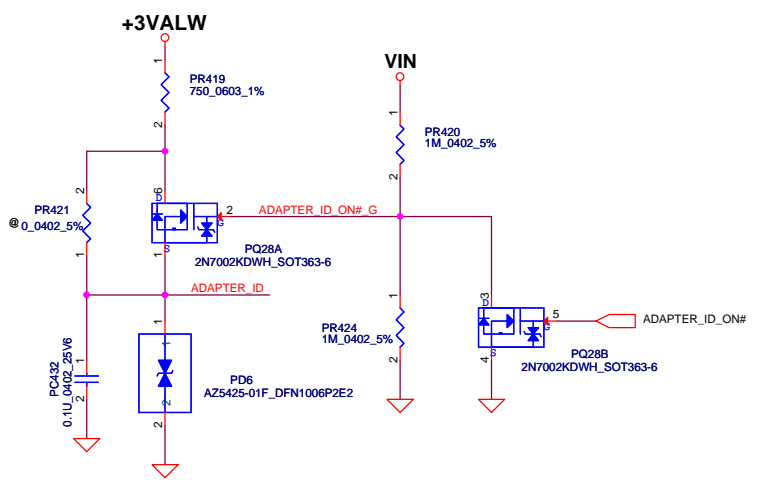 +3VALW
1
PR419
750_0603_1%
2
VIN
1
PR420
1M_0402_5%
2
2
PR421
@ 0_0402_5%
1
6
D
2
G
S
1
ADAPTER_ID_ON#_G
PQ28A
2N7002KDWH_SOT363-6
ADAPTER_ID
1
PR424
1M_0402_5%
2
3
D
5
G
S
4
ADAPTER_ID_ON#
PQ28B
2N7002KDWH_SOT363-6
1
PC432
0.1U_0402_25V6
2
1
1
2
2
PD6
AZ5425-01F_DFN1006P2E2